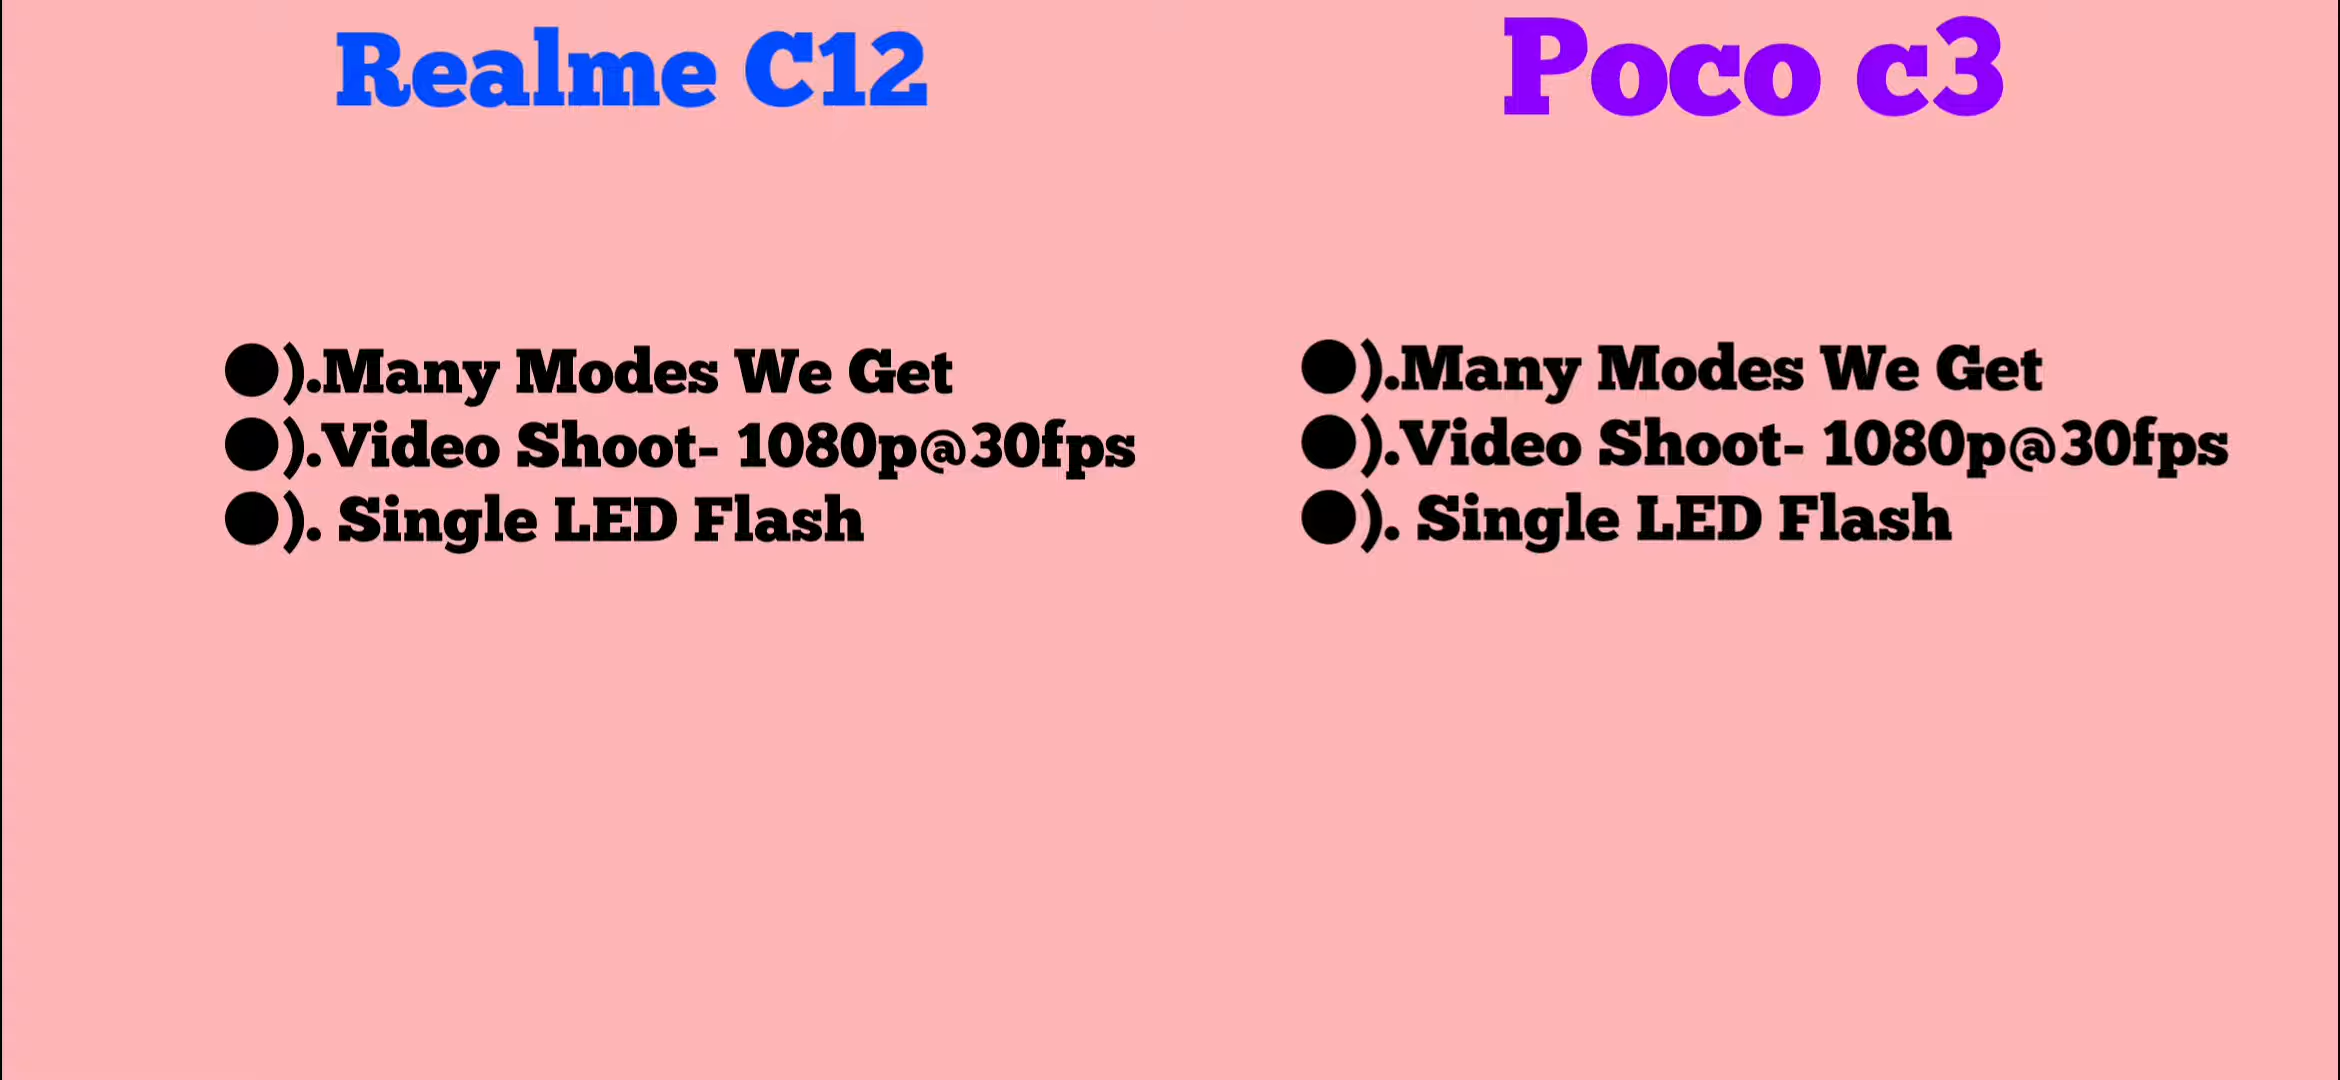 Realme C12
●).Many Modes We Get
●).Video Shoot- 1080p@30fps
●). Single LED Flash
Poco c3
●).Many Modes We Get
●).Video Shoot- 1080p@30fps
●). Single LED Flash